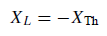 X_L = −X_Th